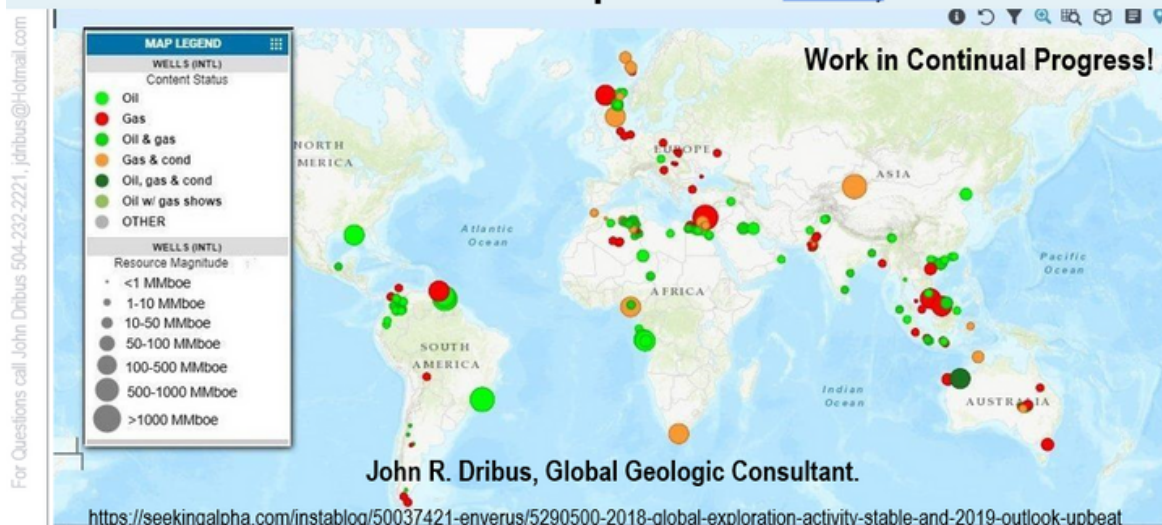 Work in Continual Progress!
MAP LEGEND
WELLS (INTL)
Content Status
Oil
Gas
Oil & gas
Gas & cond
Oil, gas & cond
Oil w/ gas shows
OTHER
WELLS (INTL)
Resource Magnitude
<1 MMboe
1-10 MMboe
10-50 MMboe
50-100 MMboe
100-500 MMboe
500-1000 MMboe
>1000 MMboe
NORTH
MERICA
Atlantic
Ocean
EUROPE
ASIA
Pacific
Ocean
AFRICA
SOUTH
AMERICA
Indian
Ocean
AUSTRALIA
John R. Dribus, Global Geologic Consultant.
https://seekingalpha.com/instablog/50037421-enverus/5290500-2018-global-exploration-activity-stable-and-2019-outlook-upbeat
For Questions call John Dribus 504-232-2221, jdribus@Hotmail.com